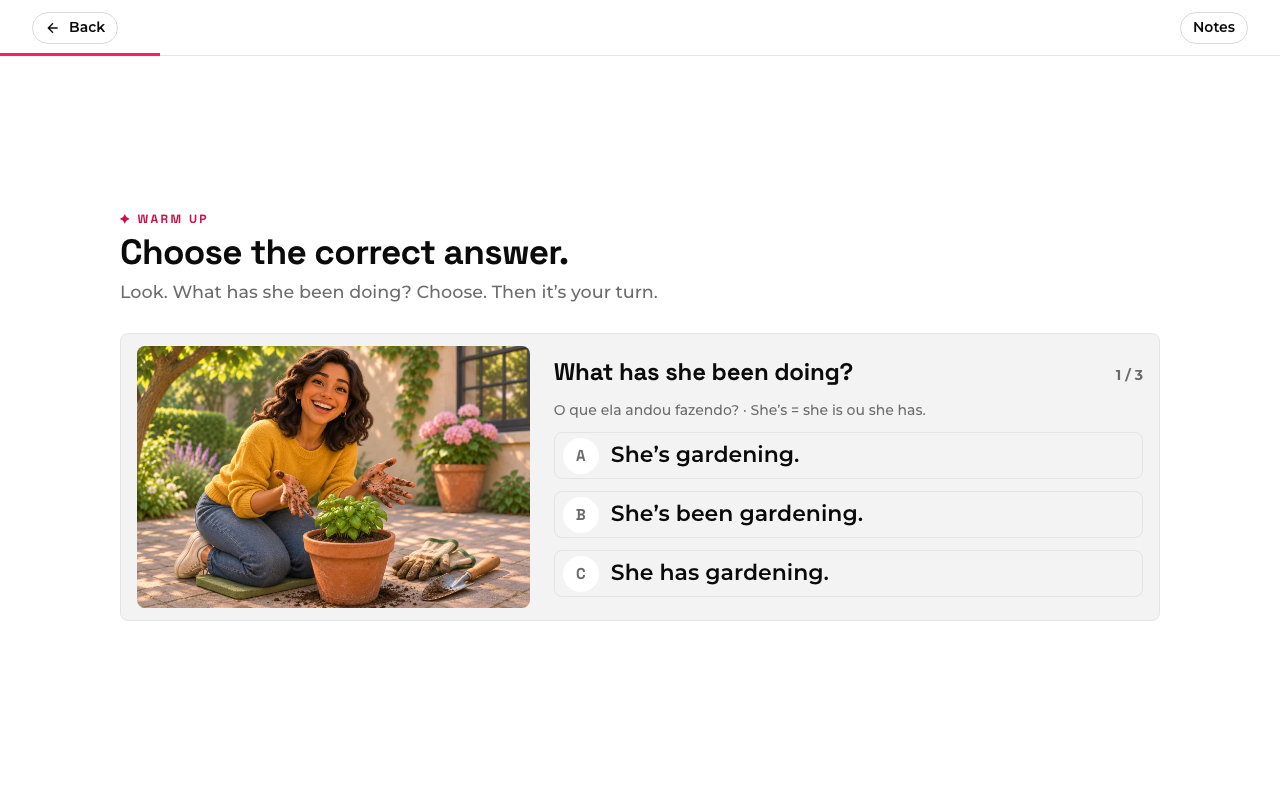 Back
Notes
WARM UP
Choose the correct answer.
Look. What has she been doing? Choose. Then it’s your turn.
What has she been doing?
1 / 3
O que ela andou fazendo? · She’s = she is ou she has.
A She’s gardening.
B She’s been gardening.
C She has gardening.